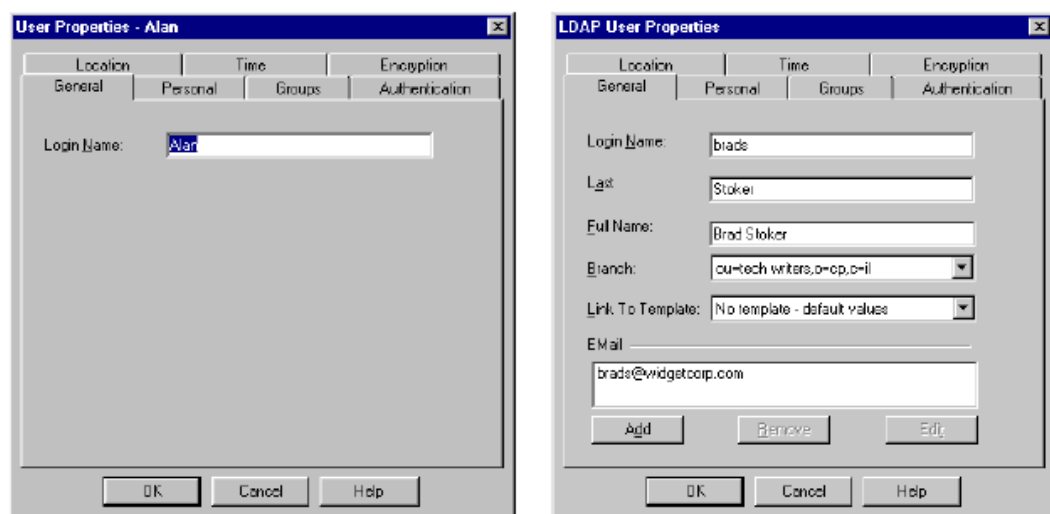 User Properties - Alan
Location Time Encryption
General Personal Groups Authentication
Login Name: Alan
OK Cancel Help
LDAP User Properties
Location Time Encryption
General Personal Groups Authentication
Login Name: brads
Last Stoker
Full Name: Brad Stoker
Branch: ou=tech writers,o=cp,c=il
Link To Template: No template - default values
EMail
brads@widgetcorp.com
Add Remove Edit
OK Cancel Help